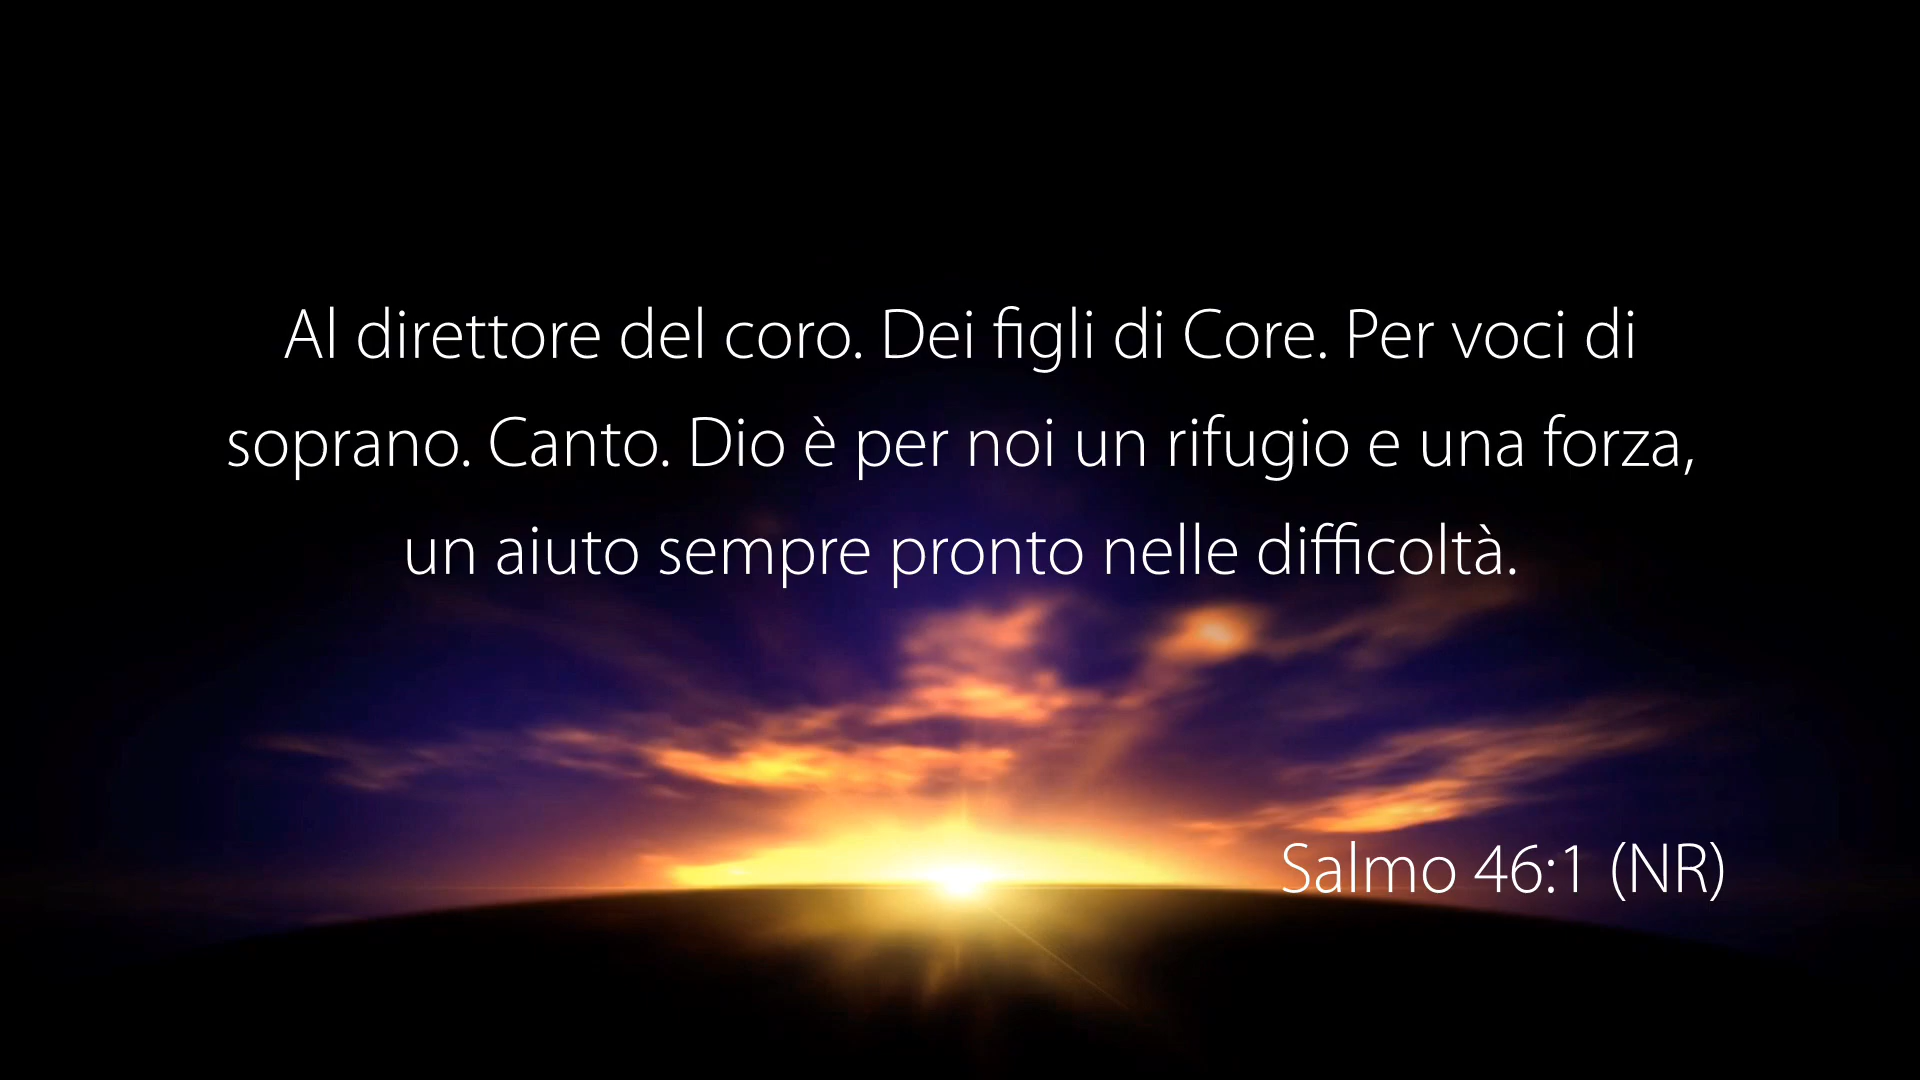 Al direttore del coro. Dei figli di Core. Per voci di
soprano. Canto. Dio è per noi un rifugio e una forza,
un aiuto sempre pronto nelle difficoltà.
Salmo 46:1 (NR)